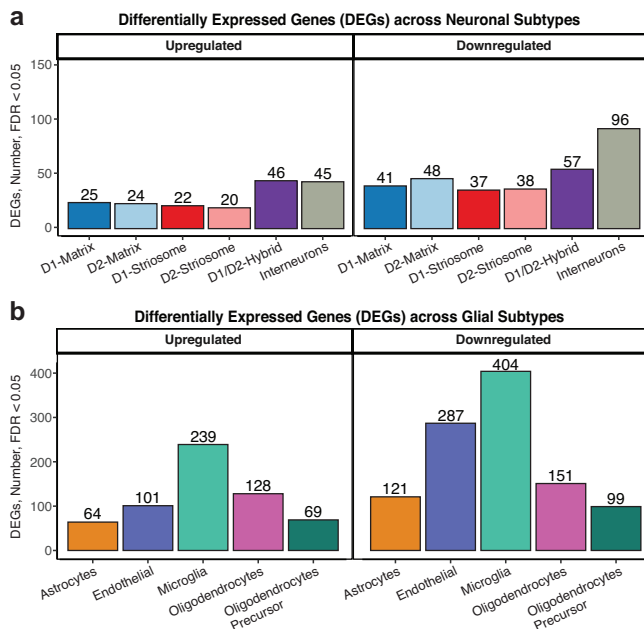 a
Differentially Expressed Genes (DEGs) across Neuronal Subtypes
Upregulated
Downregulated
DEGs, Number, FDR < 0.05
150
100
50
0
25
24
22
20
46
45
41
48
37
38
57
96
D1-Matrix
D2-Matrix
D1-Striosome
D2-Striosome
D1/D2-Hybrid
Interneurons
D1-Matrix
D2-Matrix
D1-Striosome
D2-Striosome
D1/D2-Hybrid
Interneurons
b
Differentially Expressed Genes (DEGs) across Glial Subtypes
Upregulated
Downregulated
DEGs, Number, FDR < 0.05
400
300
200
100
0
64
101
239
128
69
121
287
404
151
99
Astrocytes
Endothelial
Microglia
Oligodendrocytes
Oligodendrocytes
Precursor
Astrocytes
Endothelial
Microglia
Oligodendrocytes
Oligodendrocytes
Precursor